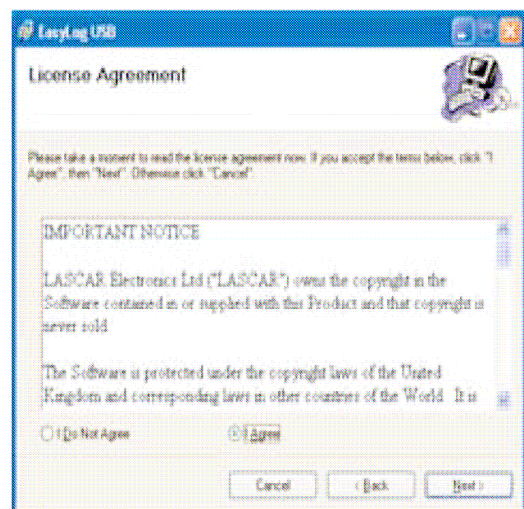 EasyLog USB
License Agreement
Please take a moment to read the license agreement now. If you accept the terms below, click "I
Agree", then "Next". Otherwise click "Cancel".
IMPORTANT NOTICE
LASCAR Electronics Ltd ("LASCAR") owns the copyright in the
Software contained in or supplied with this Product and that copyright is
never sold.
The Software is protected under the copyright laws of the United
Kingdom and corresponding laws in other countries of the World. It is
I Do Not Agree
I Agree
Cancel
< Back
Next >